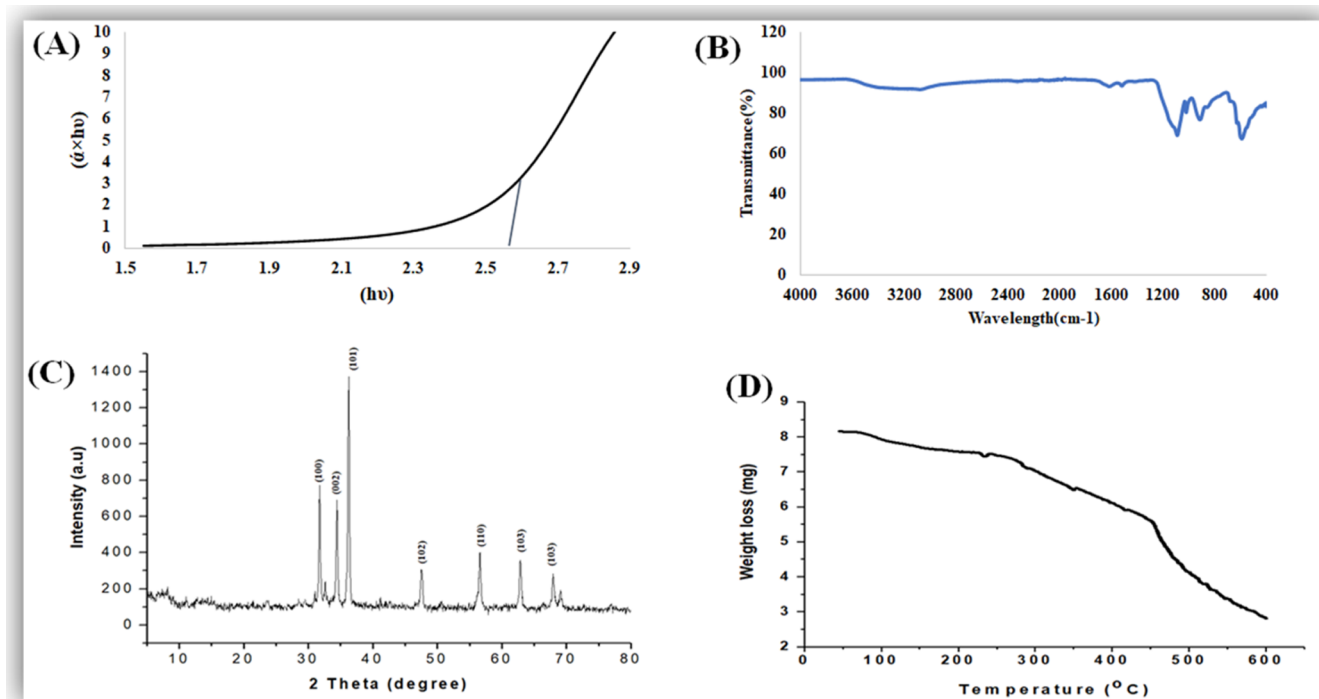 (A)
10
9
8
7
6
5
4
3
2
1
0
(ά×hυ)
1.5 1.7 1.9 2.1 2.3 2.5 2.7 2.9
(hυ)
(B)
120
100
80
60
40
20
0
Transmittance(%)
4000 3600 3200 2800 2400 2000 1600 1200 800 400
Wavelength(cm-1)
(C)
1400
1200
1000
800
600
400
200
0
Intensity (a.u)
(100)
(002)
(101)
(102)
(110)
(103)
(103)
10 20 30 40 50 60 70 80
2 Theta (degree)
(D)
9
8
7
6
5
4
3
2
Weight loss (mg)
0 100 200 300 400 500 600
Temperature (°C)